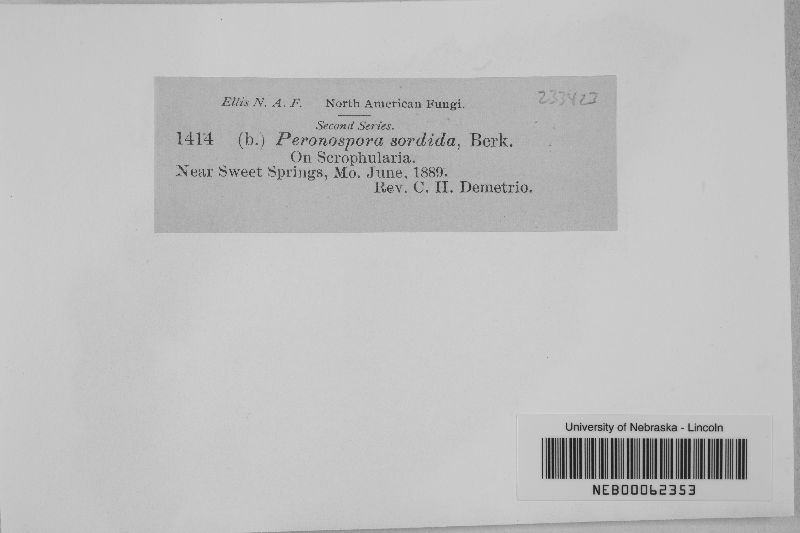 Ellis N. A. F. North American Fungi. 233423
Second Series.
1414 (b.) Peronospora sordida, Berk.
On Scrophularia.
Near Sweet Springs, Mo. June, 1889.
Rev. C. H. Demetrio.
University of Nebraska - Lincoln
NEB00062353